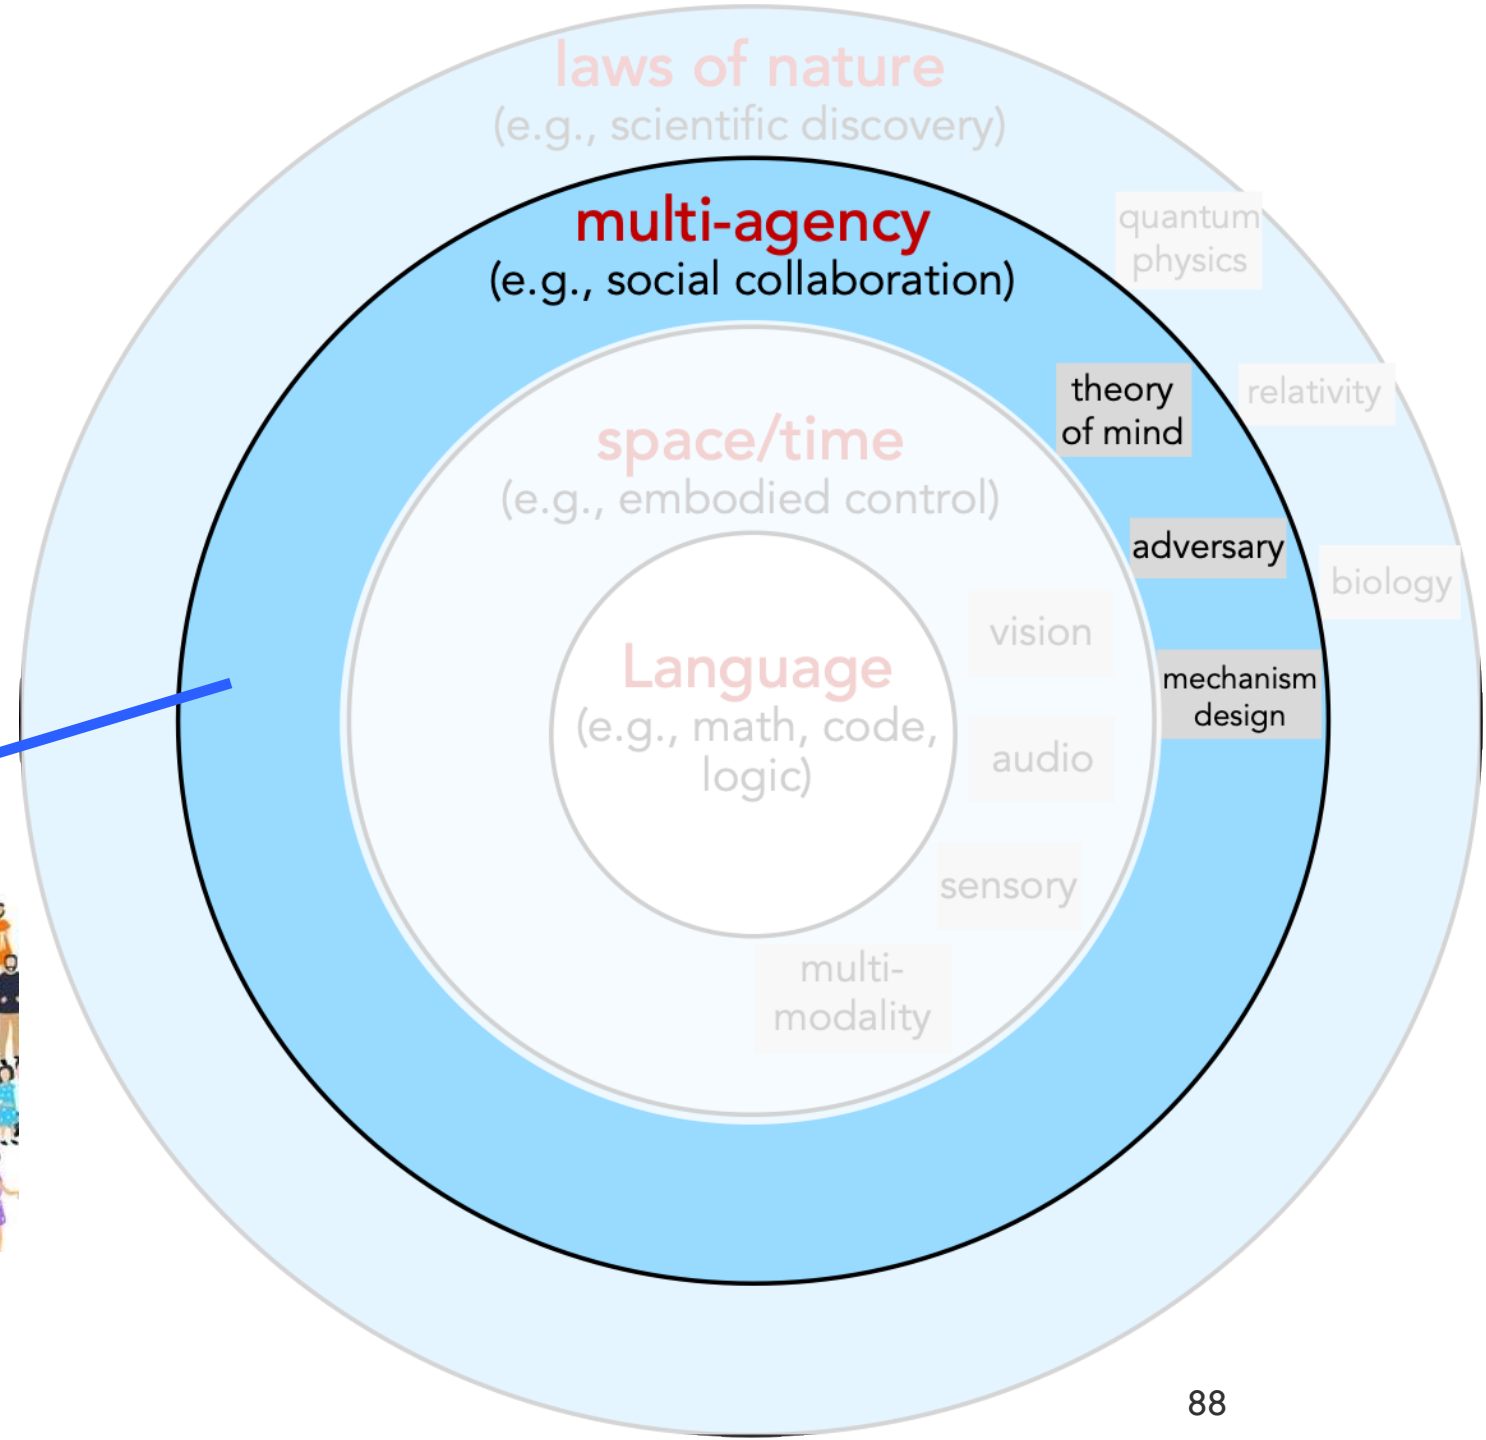 laws of nature
(e.g., scientific discovery)
multi-agency
(e.g., social collaboration)
quantum
physics
theory
of mind
relativity
space/time
(e.g., embodied control)
adversary
biology
vision
Language
(e.g., math, code,
logic)
mechanism
design
audio
sensory
multi-
modality
88